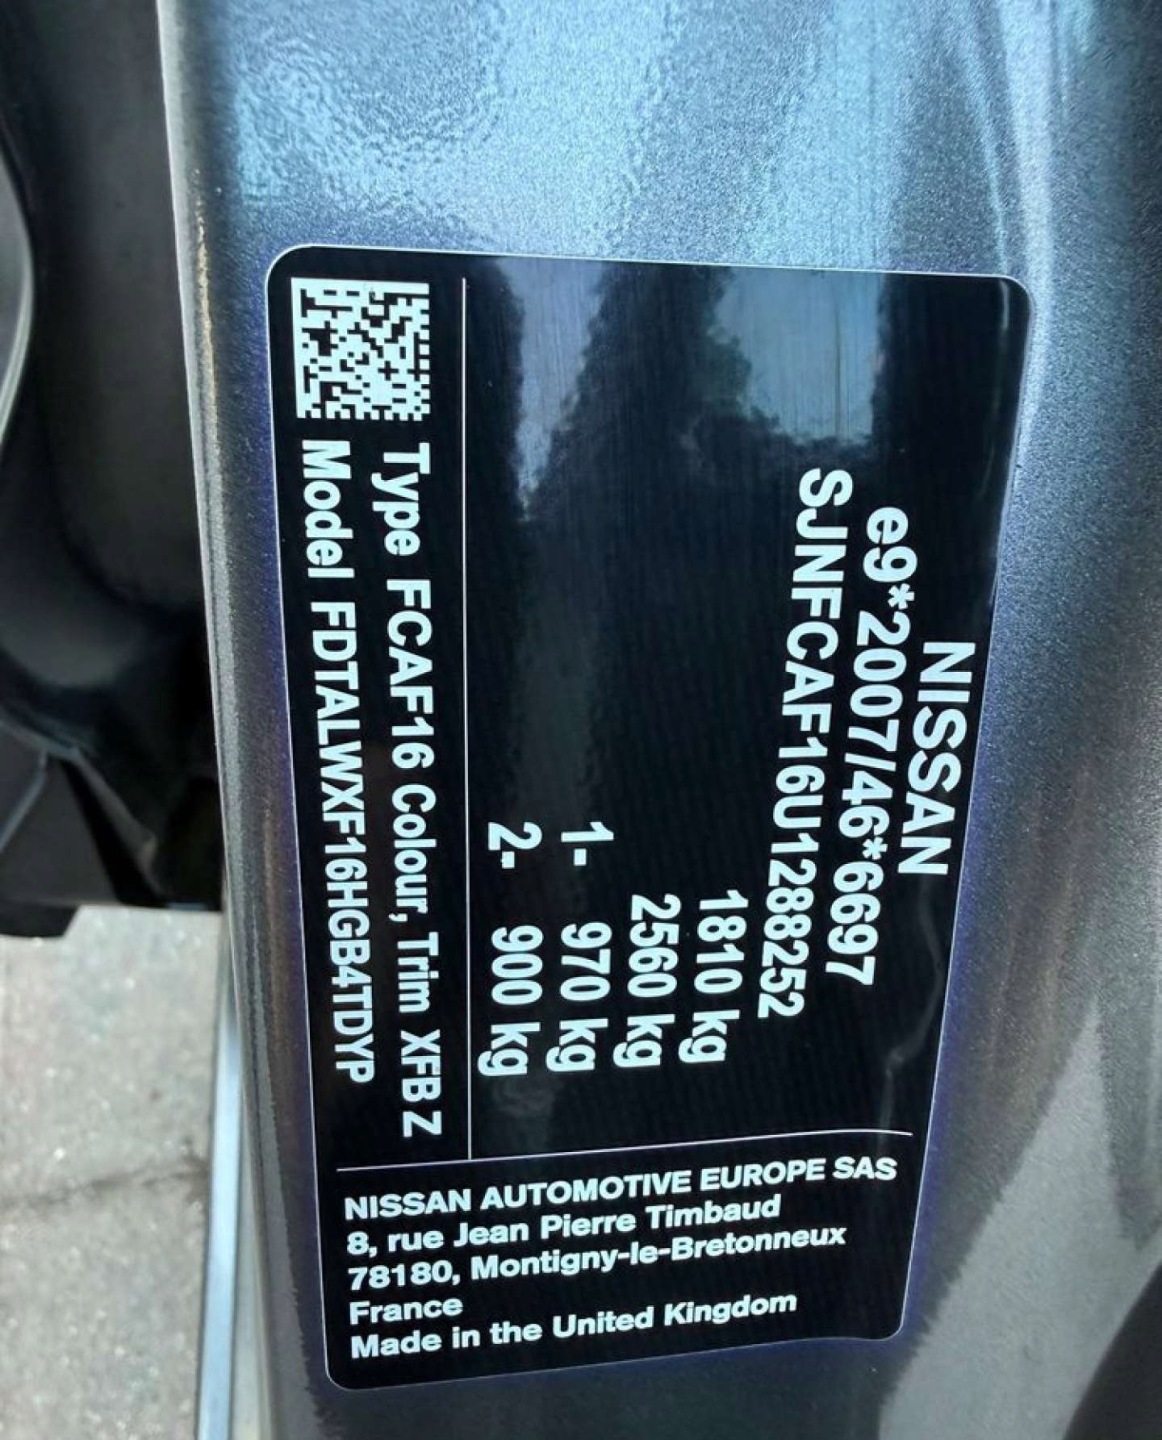 NISSAN
e9*2007/46*6697
SJNFCAF16U1288252
1810 kg
2560 kg
1- 970 kg
2- 900 kg
Type FCAF16 Colour, Trim XFB Z
Model FDTALWXF16HGB4TDYP
NISSAN AUTOMOTIVE EUROPE SAS
8, rue Jean Pierre Timbaud
78180, Montigny-le-Bretonneux
France
Made in the United Kingdom